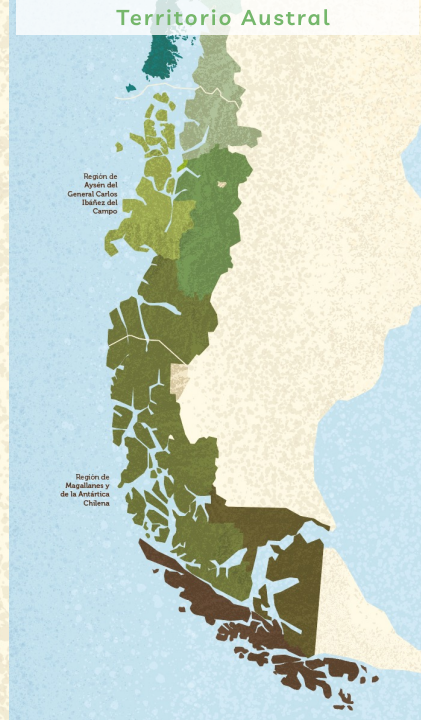 Territorio Austral
Región de
Aysén del
General Carlos
Ibáñez del
Campo
Región de
Magallanes y
de la Antártica
Chilena